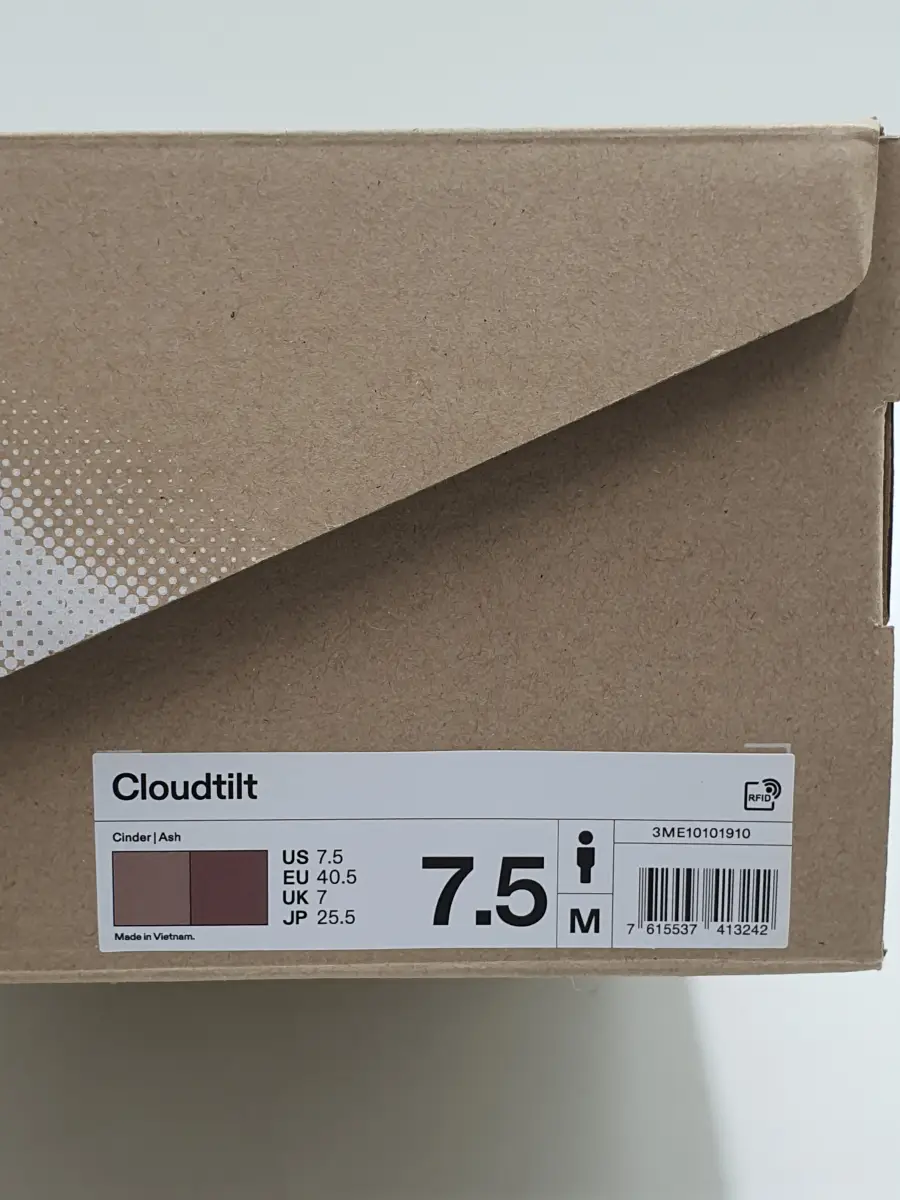 Cloudtilt
RFID
Cinder | Ash
US 7.5
EU 40.5
UK 7
JP 25.5
Made in Vietnam.
7.5
M
3ME10101910
7 615537 413242